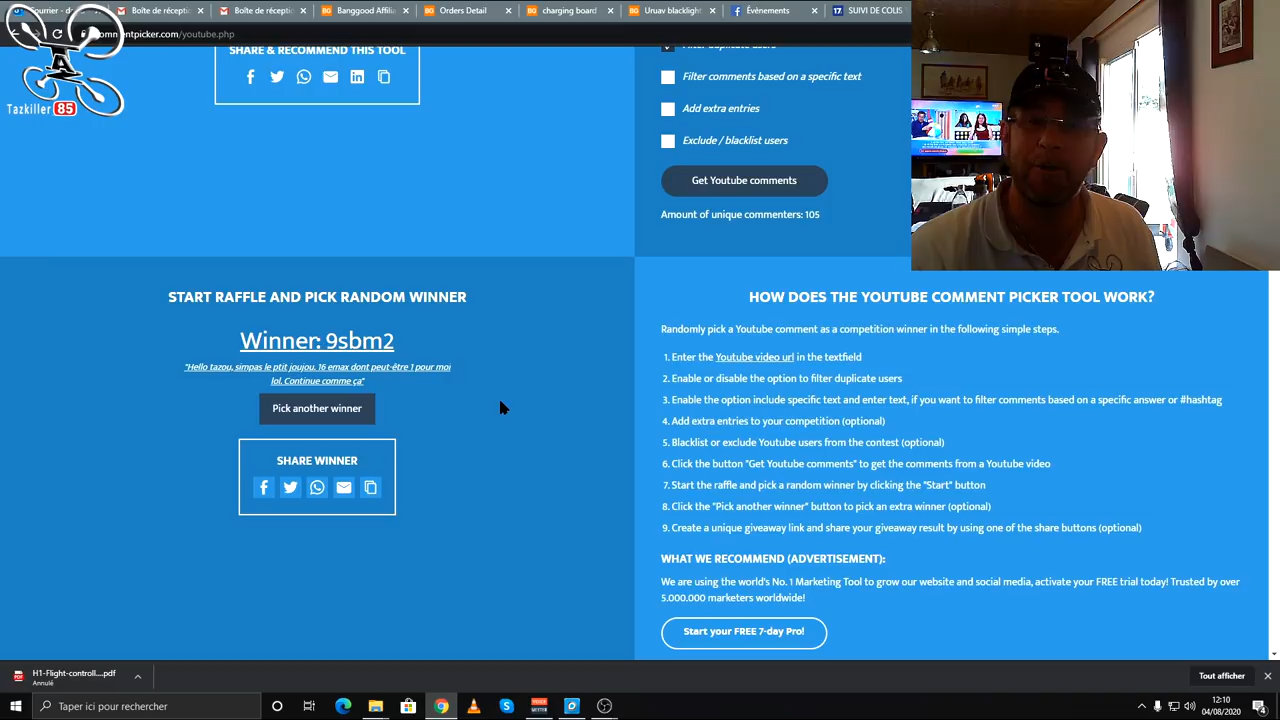 Courrier - d
Boîte de récepti
Boîte de récepti
Banggood Affilia
Orders Detail
charging board
Uruav blacklight
Événements
SUIVI DE COLIS
commentpicker.com/youtube.php
Tazkiller 85
SHARE & RECOMMEND THIS TOOL
Filter duplicate users
Filter comments based on a specific text
Add extra entries
Exclude / blacklist users
Get Youtube comments
Amount of unique commenters: 105
START RAFFLE AND PICK RANDOM WINNER
Winner: 9sbm2
"Hello tazou, simpas le ptit joujou. 16 emax dont peut-être 1 pour moi
lol. Continue comme ça"
Pick another winner
SHARE WINNER
HOW DOES THE YOUTUBE COMMENT PICKER TOOL WORK?
Randomly pick a Youtube comment as a competition winner in the following simple steps.
1. Enter the Youtube video url in the textfield
2. Enable or disable the option to filter duplicate users
3. Enable the option include specific text and enter text, if you want to filter comments based on a specific answer or #hashtag
4. Add extra entries to your competition (optional)
5. Blacklist or exclude Youtube users from the contest (optional)
6. Click the button "Get Youtube comments" to get the comments from a Youtube video
7. Start the raffle and pick a random winner by clicking the "Start" button
8. Click the "Pick another winner" button to pick an extra winner (optional)
9. Create a unique giveaway link and share your giveaway result by using one of the share buttons (optional)
WHAT WE RECOMMEND (ADVERTISEMENT):
We are using the world's No. 1 Marketing Tool to grow our website and social media, activate your FREE trial today! Trusted by over
5.000.000 marketers worldwide!
Start your FREE 7-day Pro!
H1-Flight-controll....pdf
Annulé
Tout afficher
Taper ici pour rechercher
12:10
04/08/2020